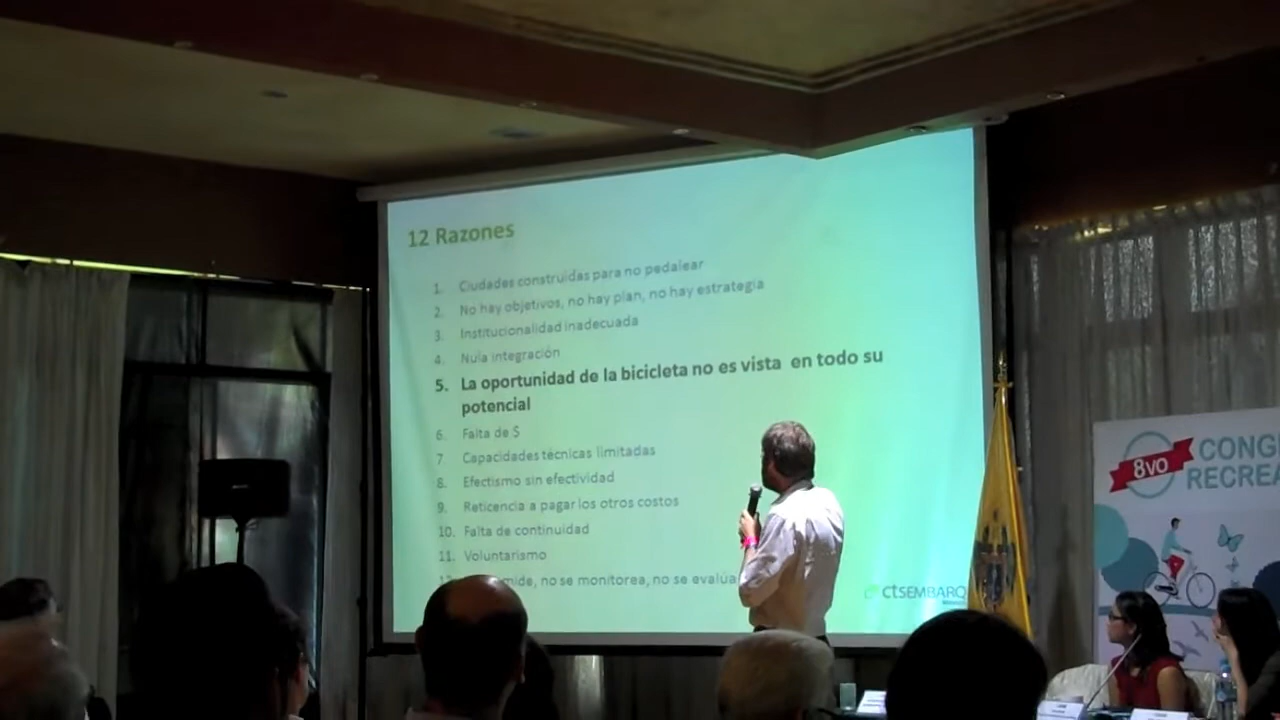 12 Razones
1. Ciudades construidas para no pedalear
2. No hay objetivos, no hay plan, no hay estrategia
3. Institucionalidad inadecuada
4. Nula integración
5. La oportunidad de la bicicleta no es vista en todo su
potencial
6. Falta de $
7 Capacidades técnicas limitadas
8. Efectismo sin efectividad
9. Reticencia a pagar los otros costos
10. Falta de continuidad
11. Voluntarismo
mide, no se monitorea, no se evalúa
ctsEMBARQ
8VO CONG
RECREA